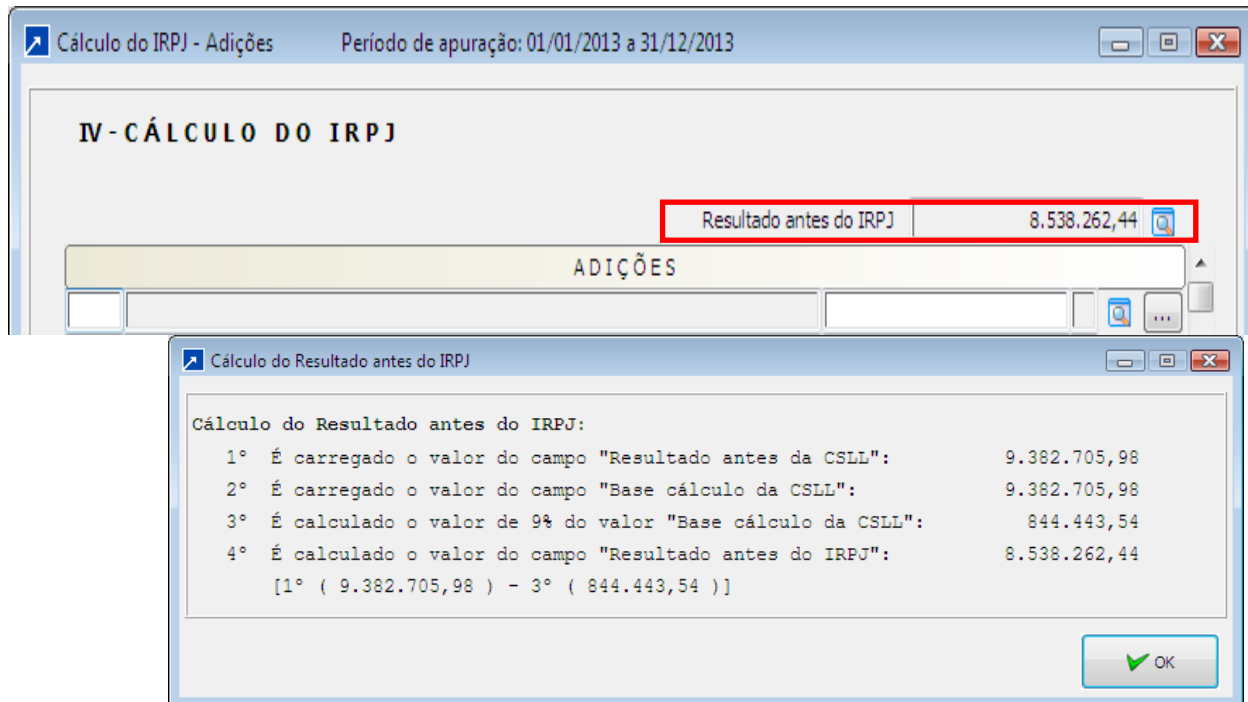 Cálculo do IRPJ - Adições Período de apuração: 01/01/2013 a 31/12/2013
IV - CÁLCULO DO IRPJ
Resultado antes do IRPJ 8.538.262,44
ADIÇÕES
...
Cálculo do Resultado antes do IRPJ
Cálculo do Resultado antes do IRPJ:
1° É carregado o valor do campo "Resultado antes da CSLL": 9.382.705,98
2° É carregado o valor do campo "Base cálculo da CSLL": 9.382.705,98
3° É calculado o valor de 9% do valor "Base cálculo da CSLL": 844.443,54
4° É calculado o valor do campo "Resultado antes do IRPJ": 8.538.262,44
[1° ( 9.382.705,98 ) - 3° ( 844.443,54 )]
OK